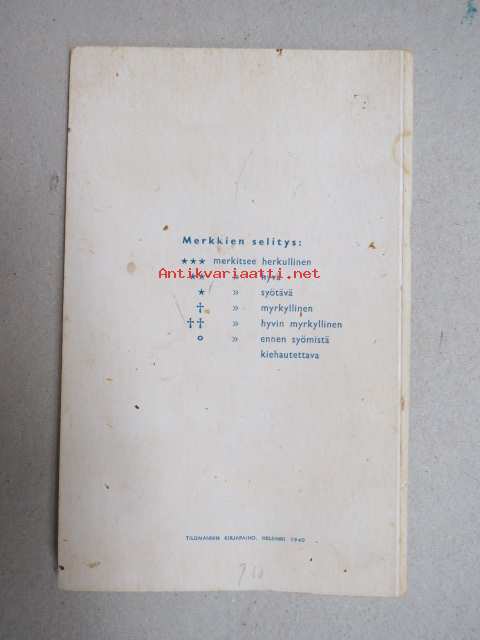 Merkkien selitys:
★★★ merkitsee herkullinen
Antikvariaatti.net
★★ » hyvä
★ » syötävä
† » myrkyllinen
†† » hyvin myrkyllinen
o » ennen syömistä
kiehautettava
TILGMANNIN KIRJAPAINO, HELSINKI 1940